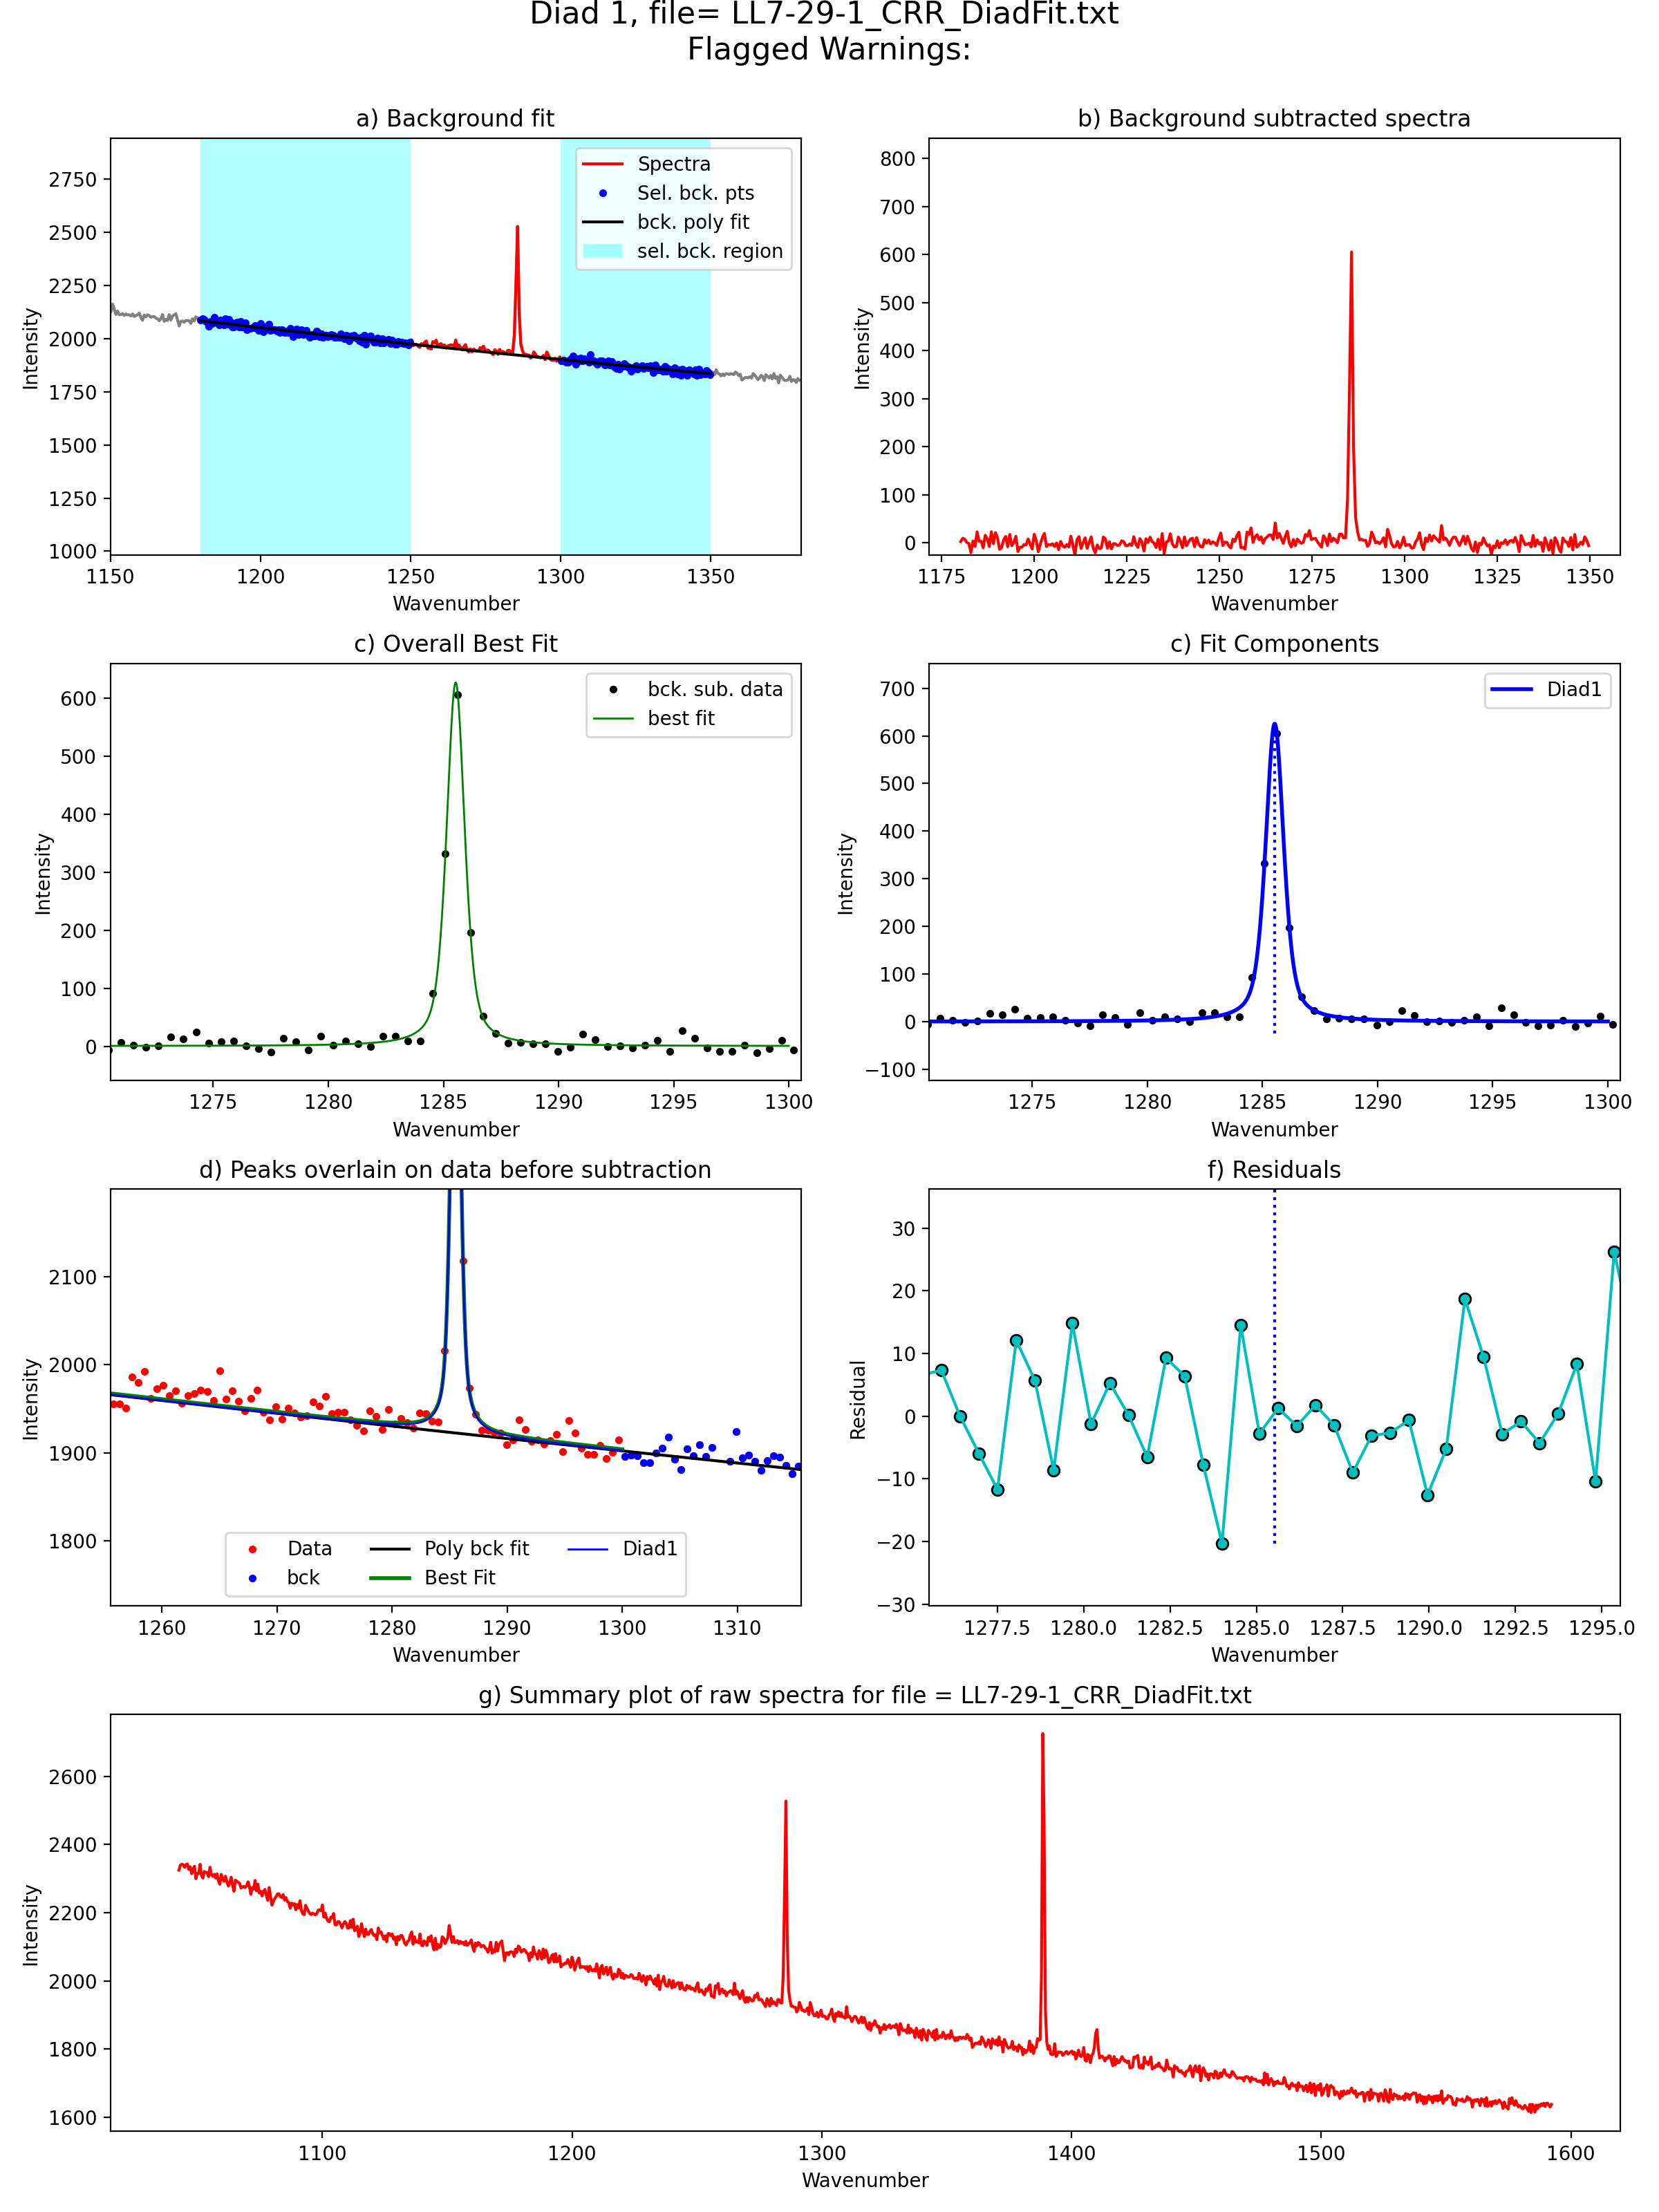 Diad 1, file= LL7-29-1_CRR_DiadFit.txt
Flagged Warnings:
a) Background fit
2750
2500
2250
2000
1750
1500
1250
1000
Intensity
Spectra
Sel. bck. pts
bck. poly fit
sel. bck. region
1150 1200 1250 1300 1350
Wavenumber
b) Background subtracted spectra
800
700
600
500
400
300
200
100
0
Intensity
1175 1200 1225 1250 1275 1300 1325 1350
Wavenumber
c) Overall Best Fit
600
500
400
300
200
100
0
Intensity
bck. sub. data
best fit
1275 1280 1285 1290 1295 1300
Wavenumber
c) Fit Components
700
600
500
400
300
200
100
0
−100
Intensity
Diad1
1275 1280 1285 1290 1295 1300
Wavenumber
d) Peaks overlain on data before subtraction
2100
2000
1900
1800
Intensity
Data Poly bck fit Diad1
bck Best Fit
1260 1270 1280 1290 1300 1310
Wavenumber
f) Residuals
30
20
10
0
−10
−20
−30
Residual
1277.5 1280.0 1282.5 1285.0 1287.5 1290.0 1292.5 1295.0
Wavenumber
g) Summary plot of raw spectra for file = LL7-29-1_CRR_DiadFit.txt
2600
2400
2200
2000
1800
1600
Intensity
1100 1200 1300 1400 1500 1600
Wavenumber